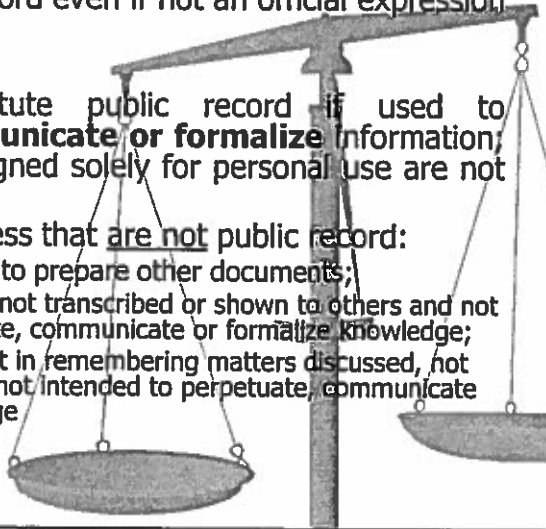 ord even if not an official expression
tute public record if used to
unicate or formalize information;
gned solely for personal use are not
ess that are not public record:
to prepare other documents;
not transcribed or shown to others and not
te, communicate or formalize knowledge;
t in remembering matters discussed, not
not intended to perpetuate, communicate
ge